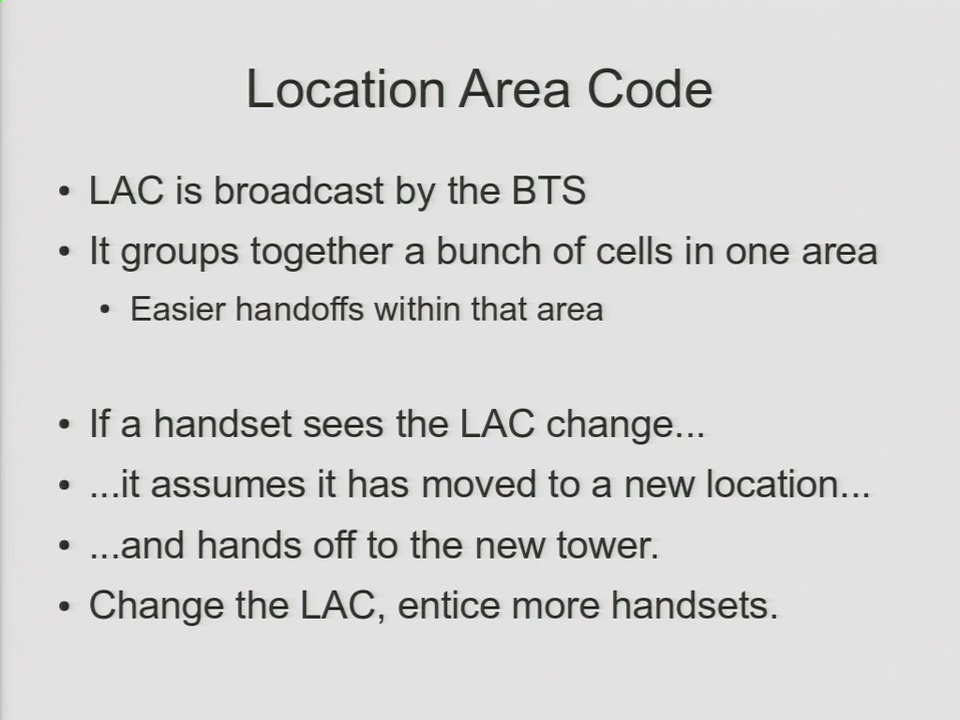 Location Area Code
• LAC is broadcast by the BTS
• It groups together a bunch of cells in one area
• Easier handoffs within that area
• If a handset sees the LAC change...
• ...it assumes it has moved to a new location...
• ...and hands off to the new tower.
• Change the LAC, entice more handsets.